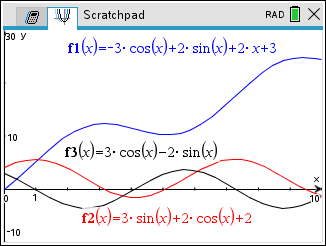 Scratchpad RAD
30 y
f1(x)=-3·cos(x)+2·sin(x)+2·x+3
10
f3(x)=3·cos(x)-2·sin(x)
x
0 1 10
f2(x)=3·sin(x)+2·cos(x)+2
-10